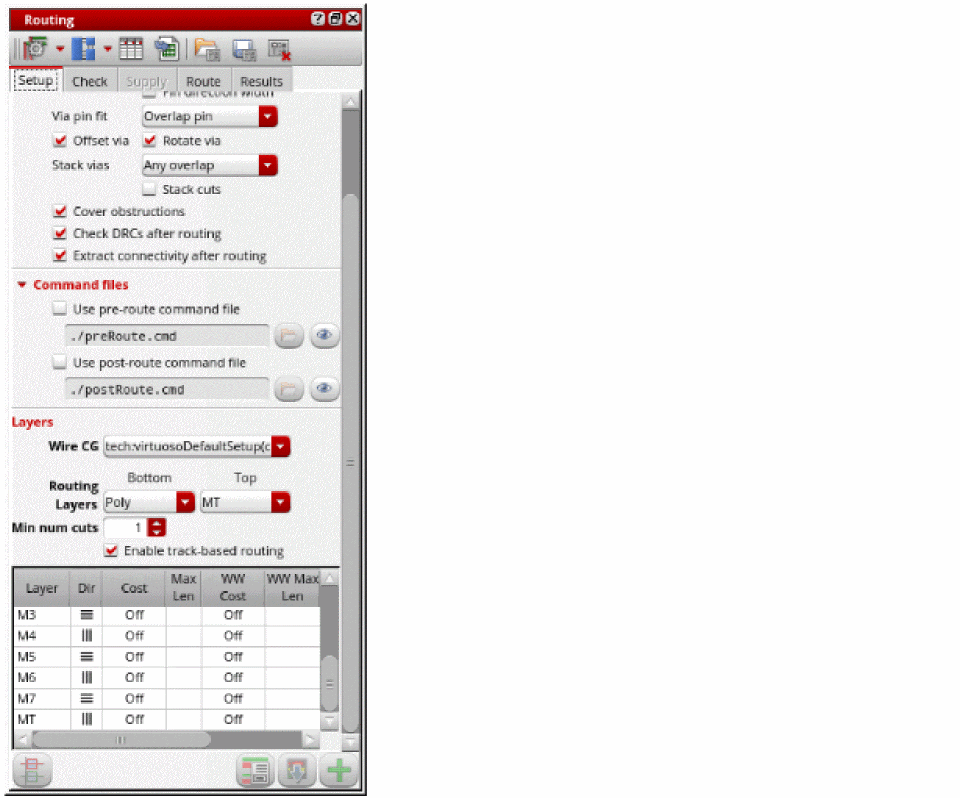 Routing
Setup Check Supply Route Results
Pin direction width
Via pin fit Overlap pin
Offset via Rotate via
Stack vias Any overlap
Stack cuts
Cover obstructions
Check DRCs after routing
Extract connectivity after routing
Command files
Use pre-route command file
./preRoute.cmd
Use post-route command file
./postRoute.cmd
Layers
Wire CG tech:virtuosoDefaultSetup(c
Bottom Top
Routing Layers Poly MT
Min num cuts 1
Enable track-based routing
Layer Dir Cost Max Len WW Cost WW Max Len
M3 Off Off
M4 Off Off
M5 Off Off
M6 Off Off
M7 Off Off
MT Off Off